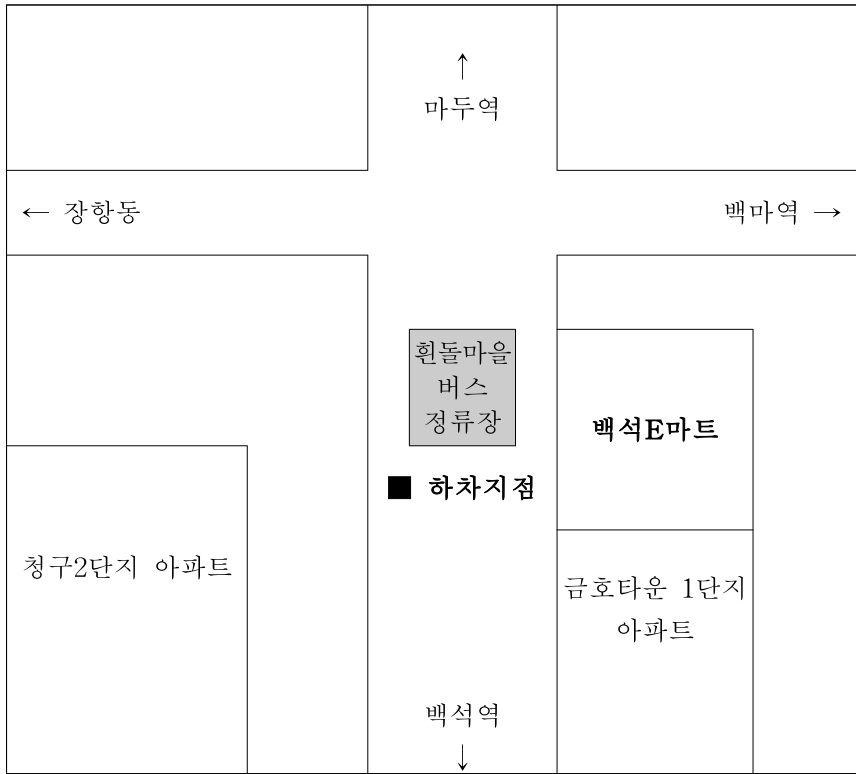 ↑
마두역
← 장항동
백마역 →
흰돌마을
버스
정류장
백석E마트
■ 하차지점
청구2단지 아파트
금호타운 1단지
아파트
백석역
↓